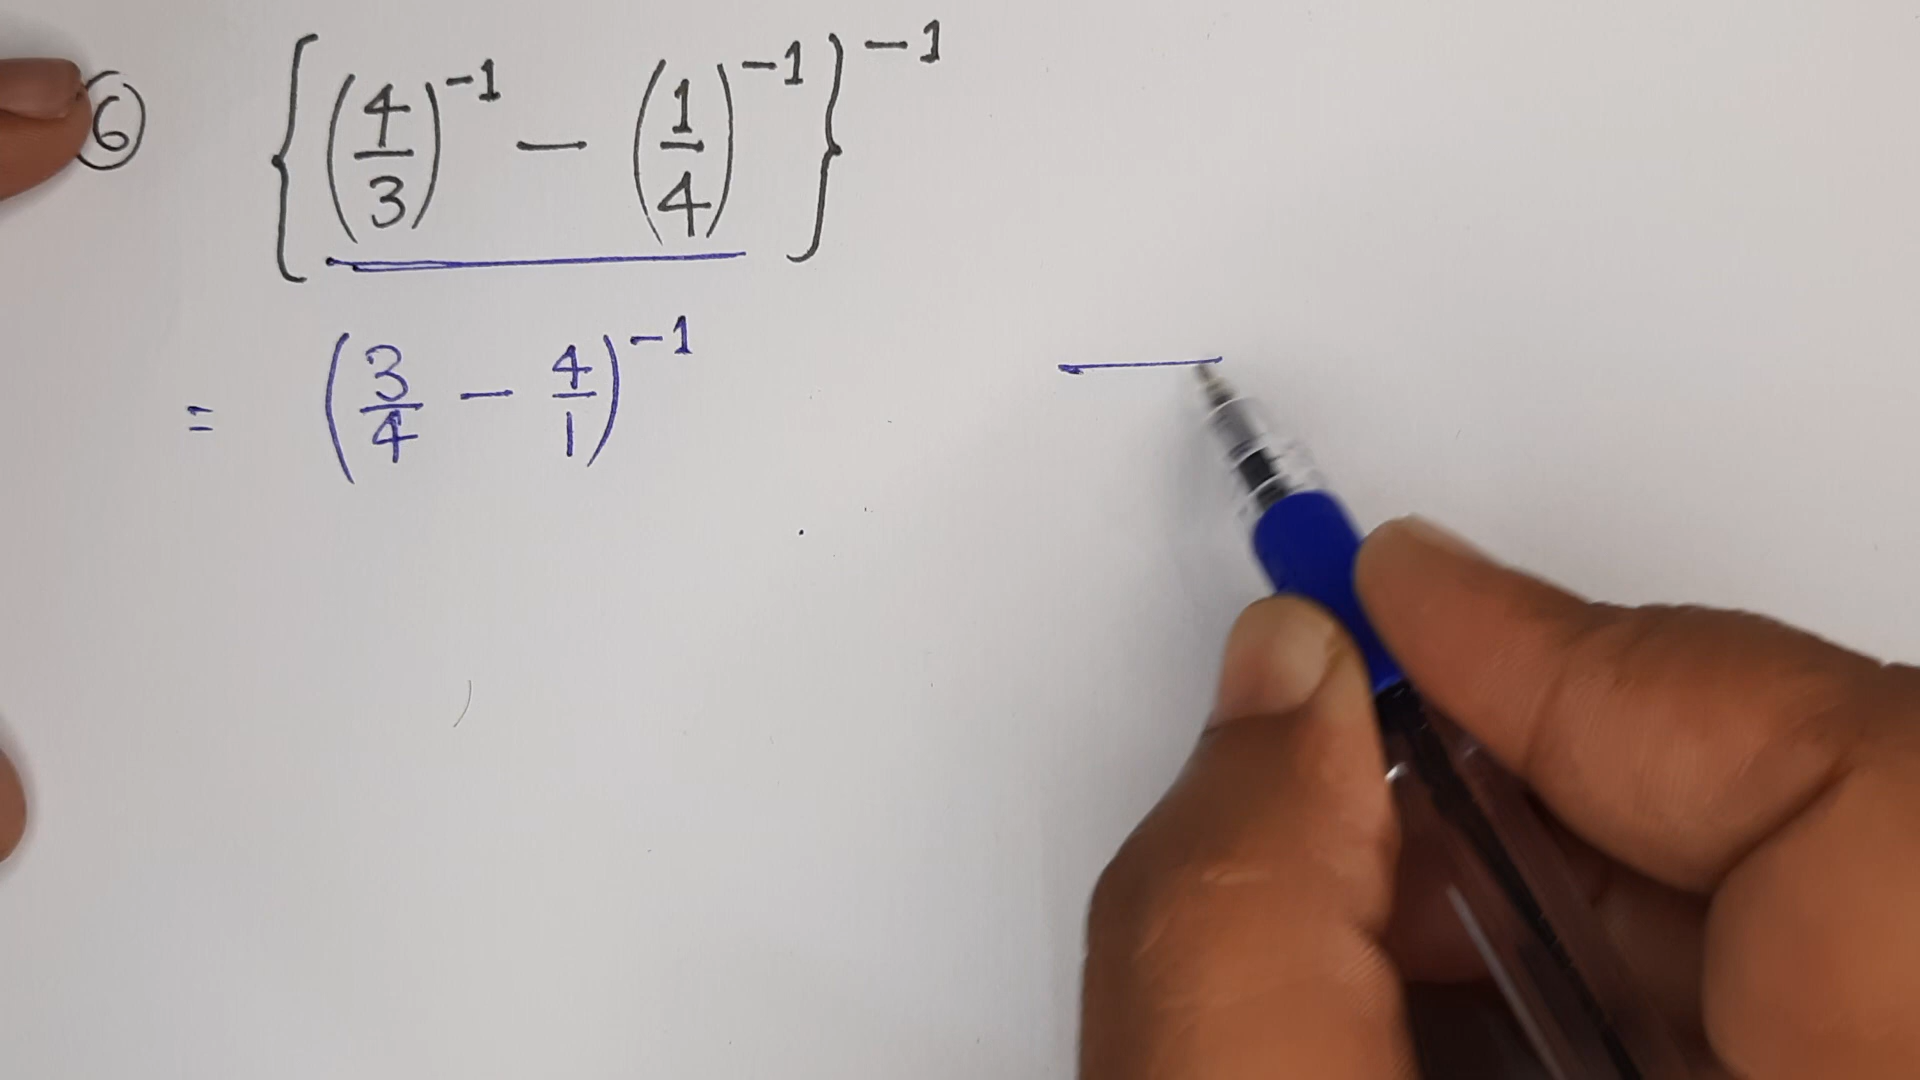 ⑥ {(4/3)^-1 − (1/4)^-1}^-1
= (3/4 − 4/1)^-1